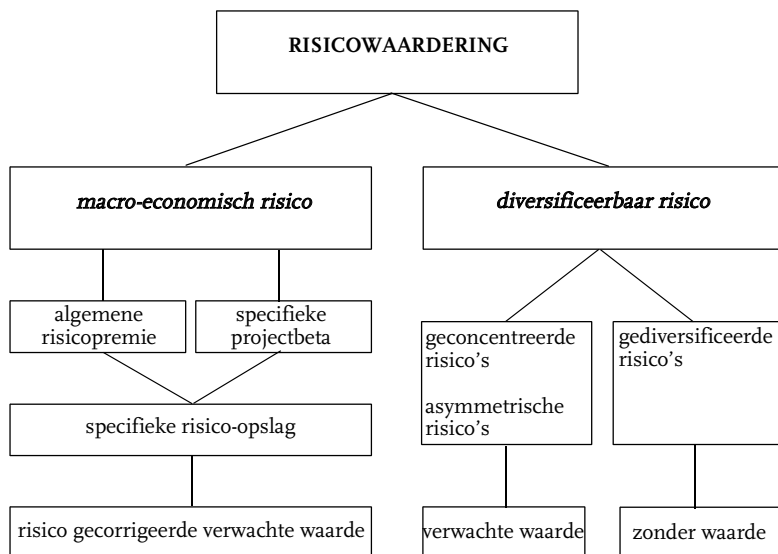 RISICOWAARDERING
macro-economisch risico
diversificeerbaar risico
algemene
risicopremie
specifieke
projectbeta
geconcentreerde
risico's
asymmetrische
risico's
gediversificeerde
risico's
specifieke risico-opslag
risico gecorrigeerde verwachte waarde
verwachte waarde
zonder waarde